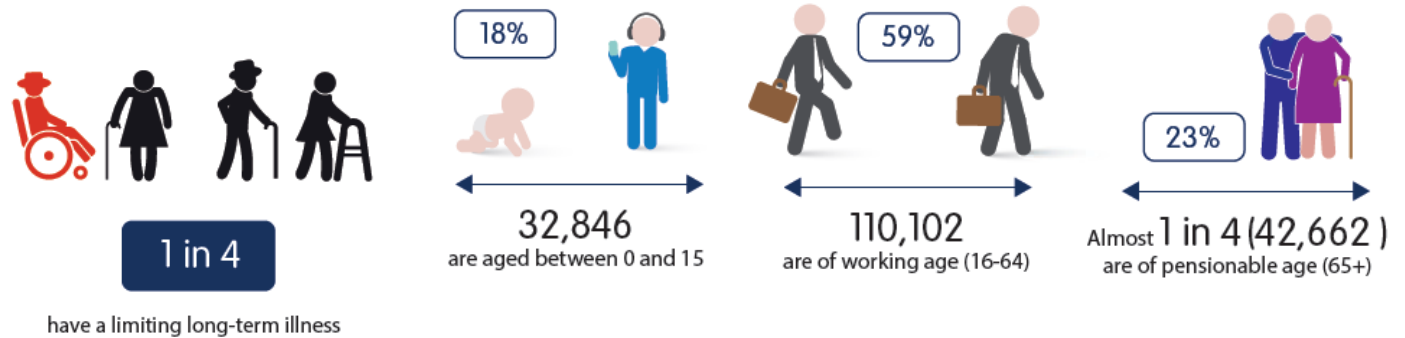 1 in 4
have a limiting long-term illness
18%
32,846
are aged between 0 and 15
59%
110,102
are of working age (16-64)
23%
Almost 1 in 4 (42,662 )
are of pensionable age (65+)